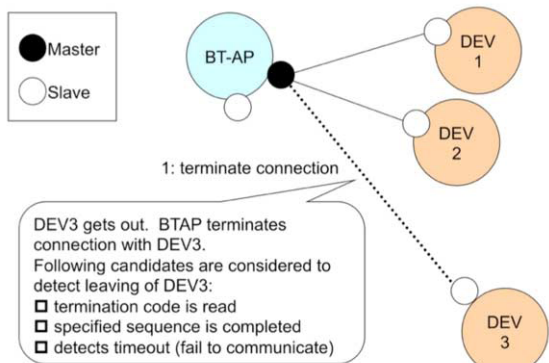 Master
Slave
BT-AP
DEV
1
DEV
2
1: terminate connection
DEV3 gets out. BTAP terminates
connection with DEV3.
Following candidates are considered to
detect leaving of DEV3:
termination code is read
specified sequence is completed
detects timeout (fail to communicate)
DEV
3